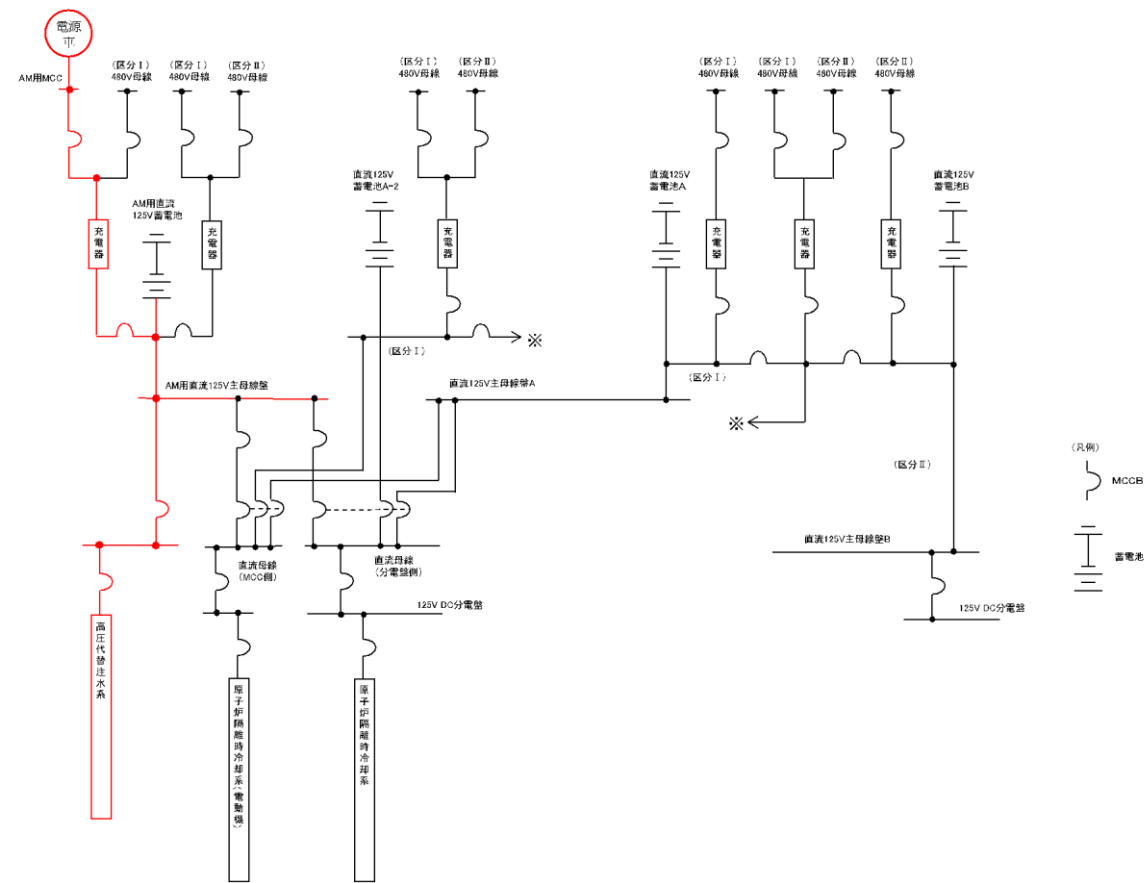 電源
車
AM用MCC
(区分Ⅰ)
480V母線
(区分Ⅰ)
480V母線
(区分Ⅱ)
480V母線
(区分Ⅰ)
480V母線
(区分Ⅱ)
480V母線
(区分Ⅰ)
480V母線
(区分Ⅰ)
480V母線
(区分Ⅱ)
480V母線
(区分Ⅱ)
480V母線
AM用直流
125V蓄電池
直流125V
蓄電池A-2
直流125V
蓄電池A
直流125V
蓄電池B
充電器
充電器
充電器
充電器
充電器
充電器
※
(区分Ⅰ)
(区分Ⅰ)
AM用直流125V主母線盤
直流125V主母線盤A
※
(区分Ⅱ)
(凡例)
MCCB
蓄電池
直流母線
(MCC側)
直流母線
(分電盤側)
直流125V主母線盤B
125V DC分電盤
125V DC分電盤
高圧代替注水系
原子炉隔離時冷却系(電動機)
原子炉隔離時冷却系